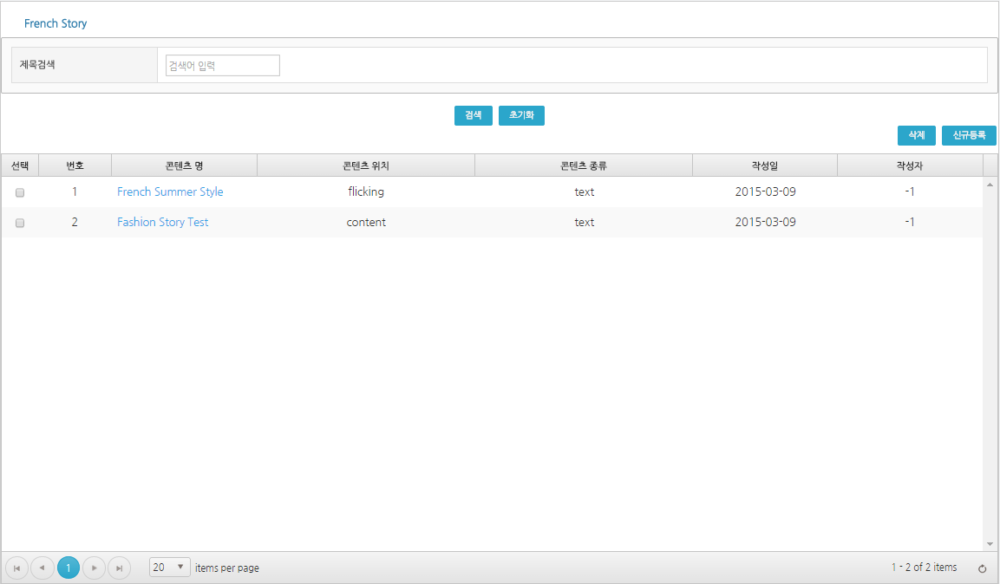 French Story
제목검색 검색어 입력
검색 초기화
삭제 신규등록
선택 번호 콘텐츠 명 콘텐츠 위치 콘텐츠 종류 작성일 작성자
1 French Summer Style flicking text 2015-03-09 -1
2 Fashion Story Test content text 2015-03-09 -1
1 20 items per page 1 - 2 of 2 items